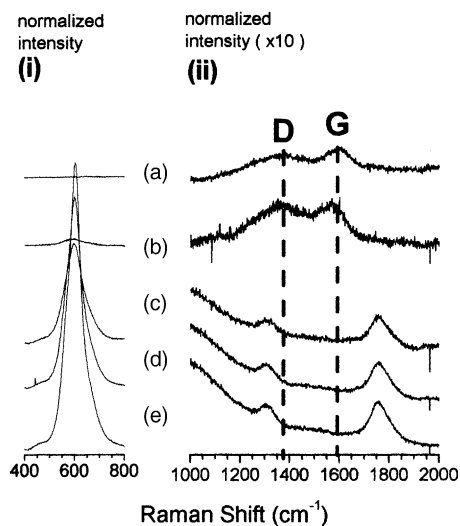 normalized
intensity
(i)
normalized
intensity ( x10)
(ii)
D
G
(a)
(b)
(c)
(d)
(e)
400 600 800
1000 1200 1400 1600 1800 2000
Raman Shift (cm⁻¹)